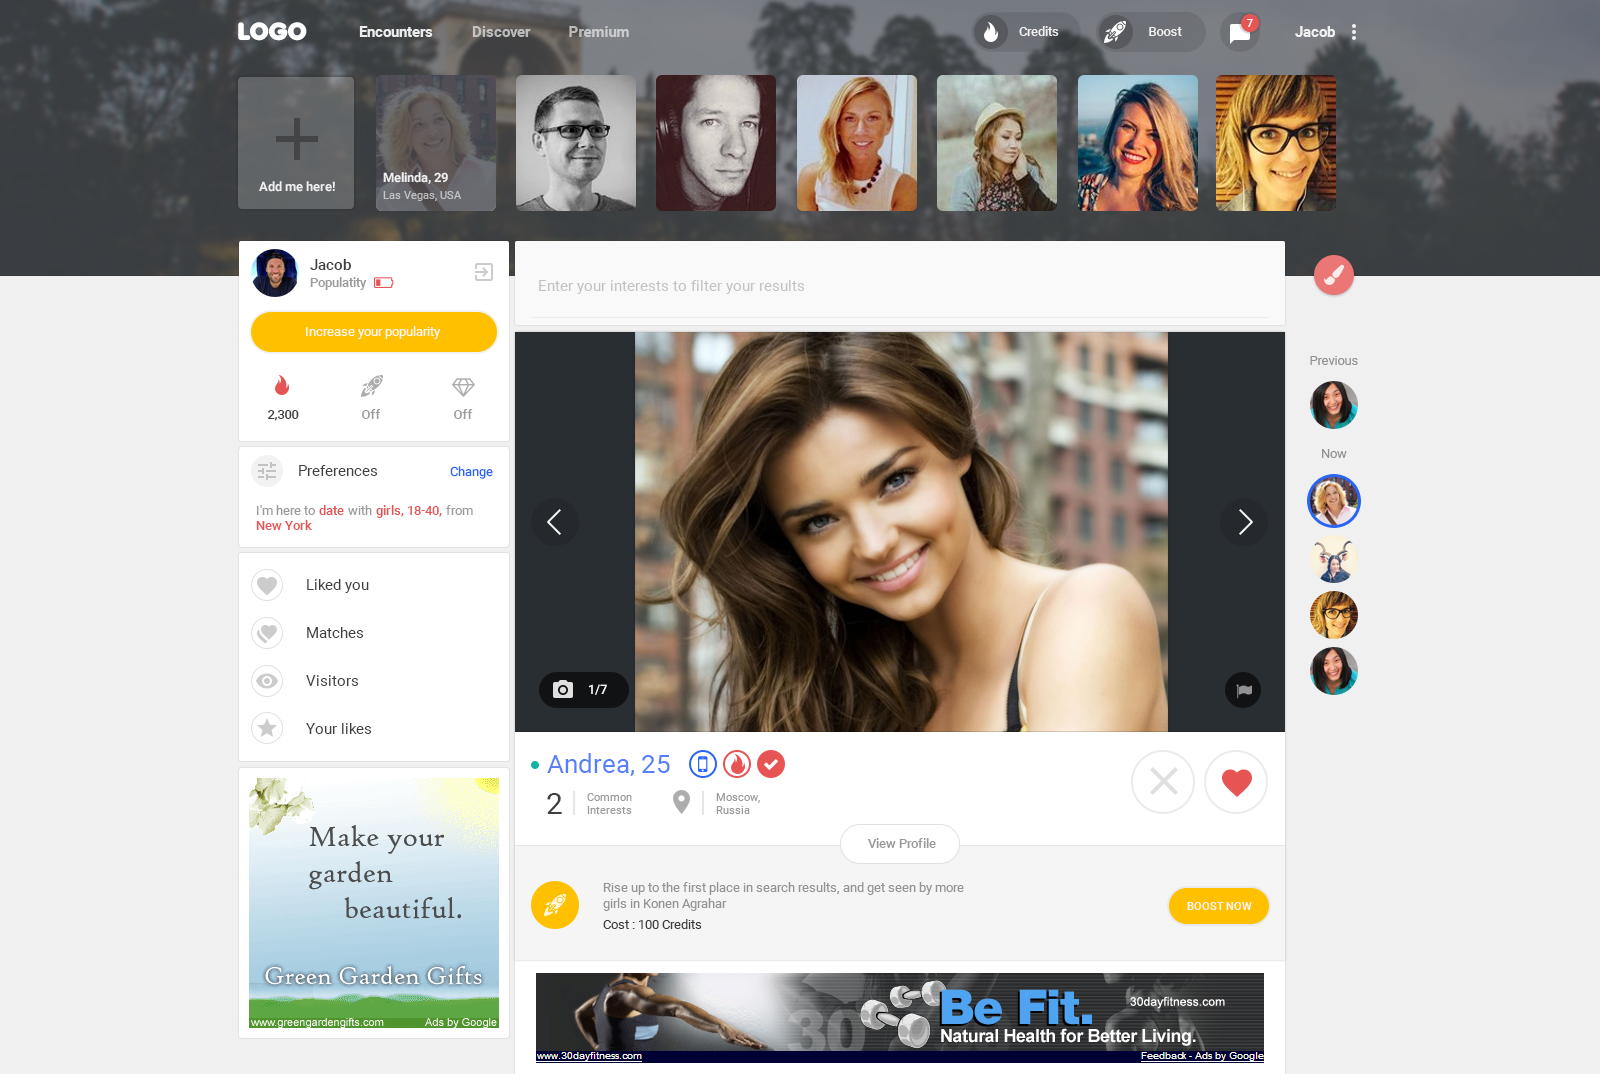 LOGO
Encounters
Discover
Premium
Credits
Boost
7
Jacob
Add me here!
Melinda, 29
Las Vegas, USA
Jacob
Populatity
Increase your popularity
2,300
Off
Off
Preferences
Change
I'm here to date with girls, 18-40, from
New York
Liked you
Matches
Visitors
Your likes
Make your
garden
beautiful.
Green Garden Gifts
www.greengardengifts.com
Ads by Google
Enter your interests to filter your results
1/7
Andrea, 25
2
Common
Interests
Moscow,
Russia
View Profile
Rise up to the first place in search results, and get seen by more
girls in Konen Agrahar
Cost : 100 Credits
BOOST NOW
30
Be Fit.
30dayfitness.com
Natural Health for Better Living.
www.30dayfitness.com
Feedback - Ads by Google
Previous
Now